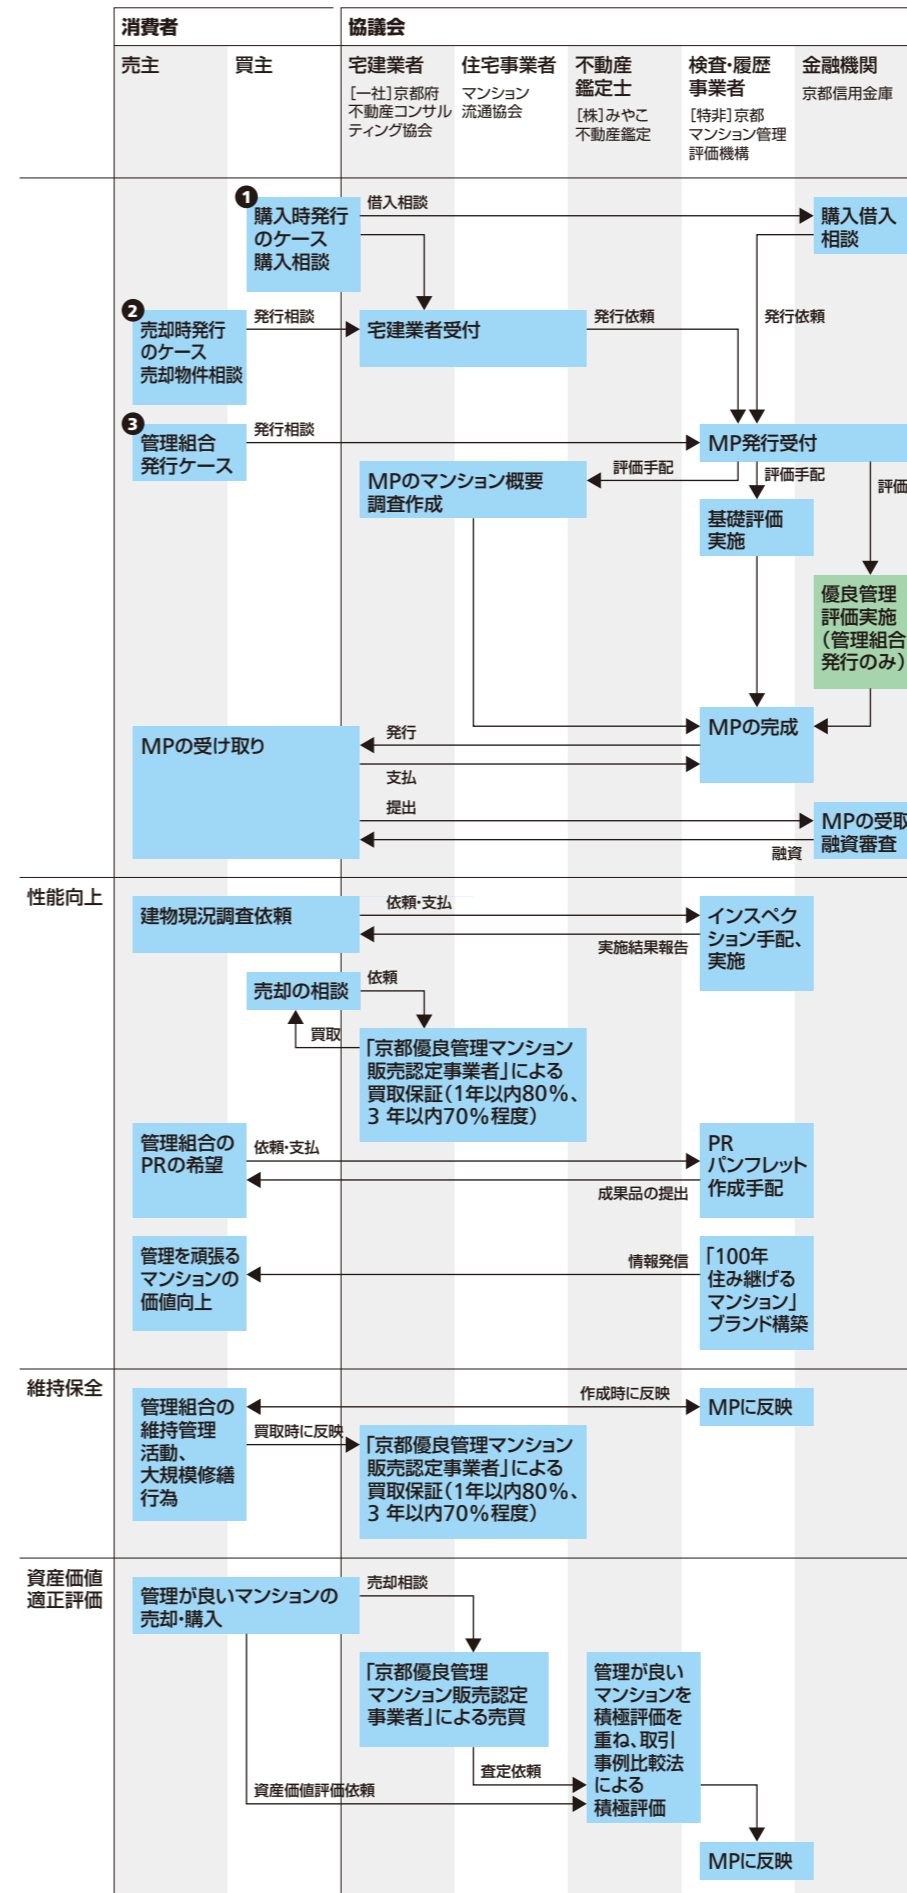 消費者
協議会
売主
買主
宅建業者
[一社]京都府
不動産コンサル
ティング協会
住宅事業者
マンション
流通協会
不動産
鑑定士
[株]みやこ
不動産鑑定
検査・履歴
事業者
[特非]京都
マンション管理
評価機構
金融機関
京都信用金庫
❶
購入時発行
のケース
購入相談
借入相談
購入借入
相談
❷
売却時発行
のケース
売却物件相談
発行相談
宅建業者受付
発行依頼
発行依頼
❸
管理組合
発行ケース
発行相談
MP発行受付
MPのマンション概要
調査作成
評価手配
評価手配
評価
基礎評価
実施
優良管理
評価実施
(管理組合
発行のみ)
MPの受け取り
発行
支払
MPの完成
提出
融資
MPの受取
融資審査
性能向上
建物現況調査依頼
依頼・支払
実施結果報告
インスペク
ション手配、
実施
売却の相談
依頼
買取
「京都優良管理マンション
販売認定事業者」による
買取保証(1年以内80%、
3 年以内70%程度)
管理組合の
PRの希望
依頼・支払
成果品の提出
PR
パンフレット
作成手配
管理を頑張る
マンションの
価値向上
情報発信
「100年
住み継げる
マンション」
ブランド構築
維持保全
管理組合の
維持管理
活動、
大規模修繕
行為
作成時に反映
MPに反映
買取時に反映
「京都優良管理マンション
販売認定事業者」による
買取保証(1年以内80%、
3 年以内70%程度)
資産価値
適正評価
管理が良いマンションの
売却・購入
売却相談
「京都優良管理
マンション販売認定
事業者」による売買
査定依頼
資産価値評価依頼
管理が良い
マンションを
積極評価を
重ね、取引
事例比較法
による
積極評価
MPに反映